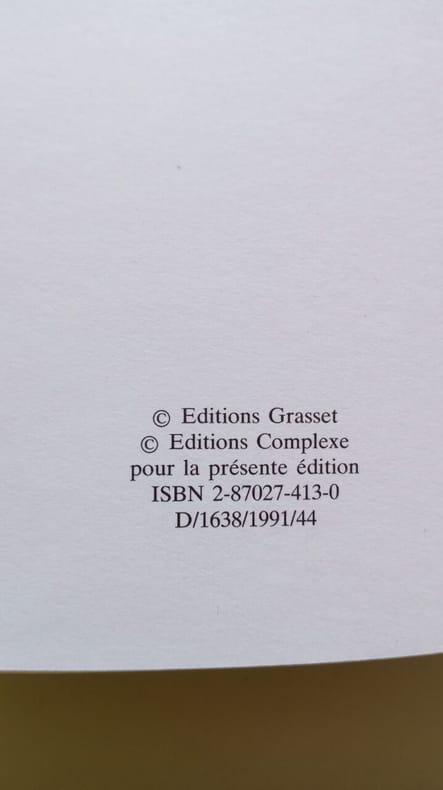 © Editions Grasset
© Editions Complexe
pour la présente édition
ISBN 2-87027-413-0
D/1638/1991/44